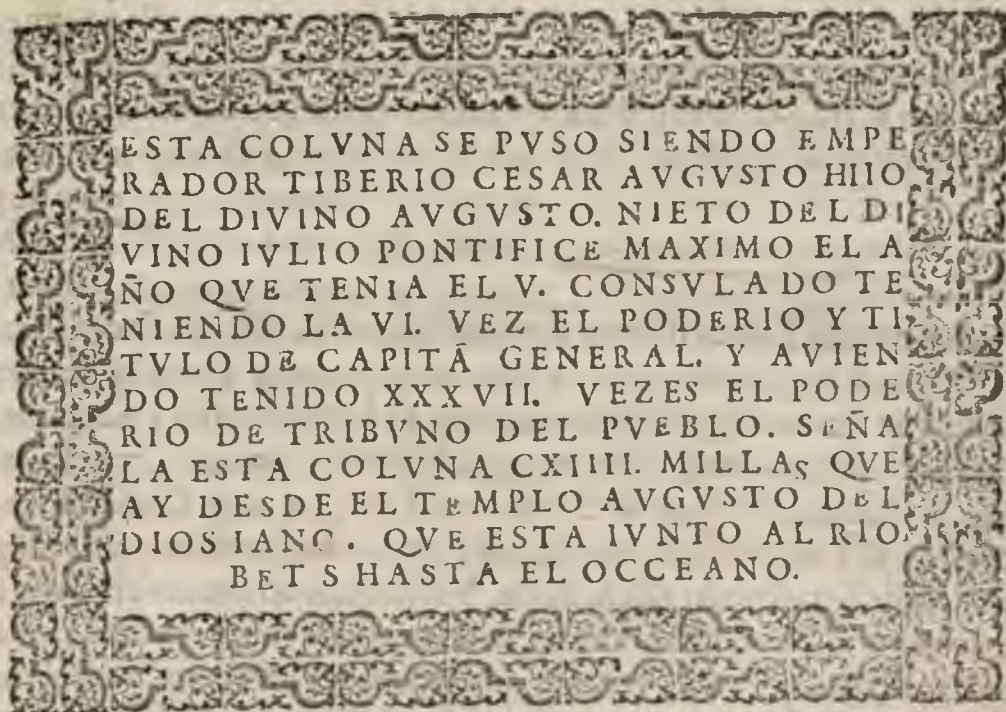 ESTA COLVNA SE PVSO SIENDO EMPE
RADOR TIBERIO CESAR AVGVSTO HIIO
DEL DIVINO AVGVSTO. NIETO DEL DI
VINO IVLIO PONTIFICE MAXIMO EL A
ÑO QVE TENIA EL V. CONSVLADO TE
NIENDO LA VI. VEZ EL PODERIO Y TI
TVLO DE CAPITÃ GENERAL. Y AVIEN
DO TENIDO XXXVII. VEZES EL PODE
RIO DE TRIBVNO DEL PVEBLO. SEÑA
LA ESTA COLVNA CXIIII. MILLAS QVE
AY DESDE EL TEMPLO AVGVSTO DEL
DIOS IANO. QVE ESTA IVNTO AL RIO
BETS HASTA EL OCCEANO.